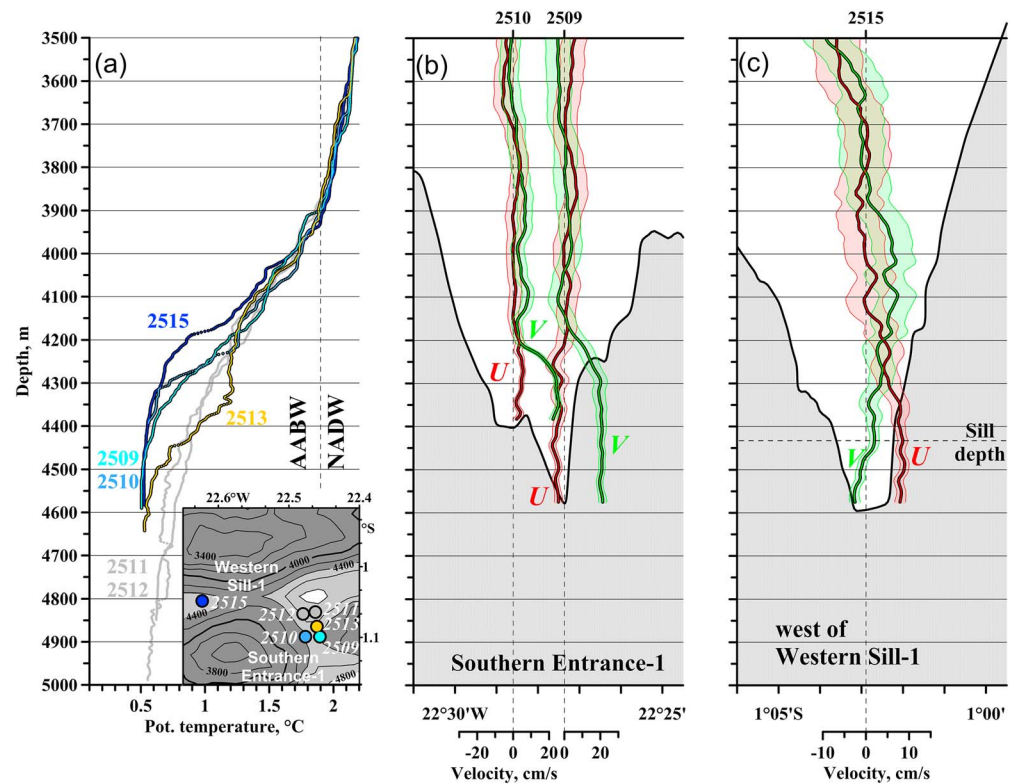 2510 2509 2515
(a) (b) (c)
3500
3600
3700
3800
3900
4000
4100
4200
4300
4400
4500
4600
4700
4800
4900
5000
Depth, m
2515
2513
2509
2510
2511
2512
AABW
NADW
0.5 1 1.5 2
Pot. temperature, °C
22.6°W 22.5 22.4
°S
-1
-1.1
3400
4000
4400
Western
Sill-1
4400
2515
2512
2511
2513
2510
2509
3800
Southern
Entrance-1
4800
V
U
V
U
Southern Entrance-1
22°30'W 22°25'
-20 0 20 0 20
Velocity, cm/s
Sill
depth
V
U
west of
Western Sill-1
1°05'S 1°00'
-10 0 10
Velocity, cm/s